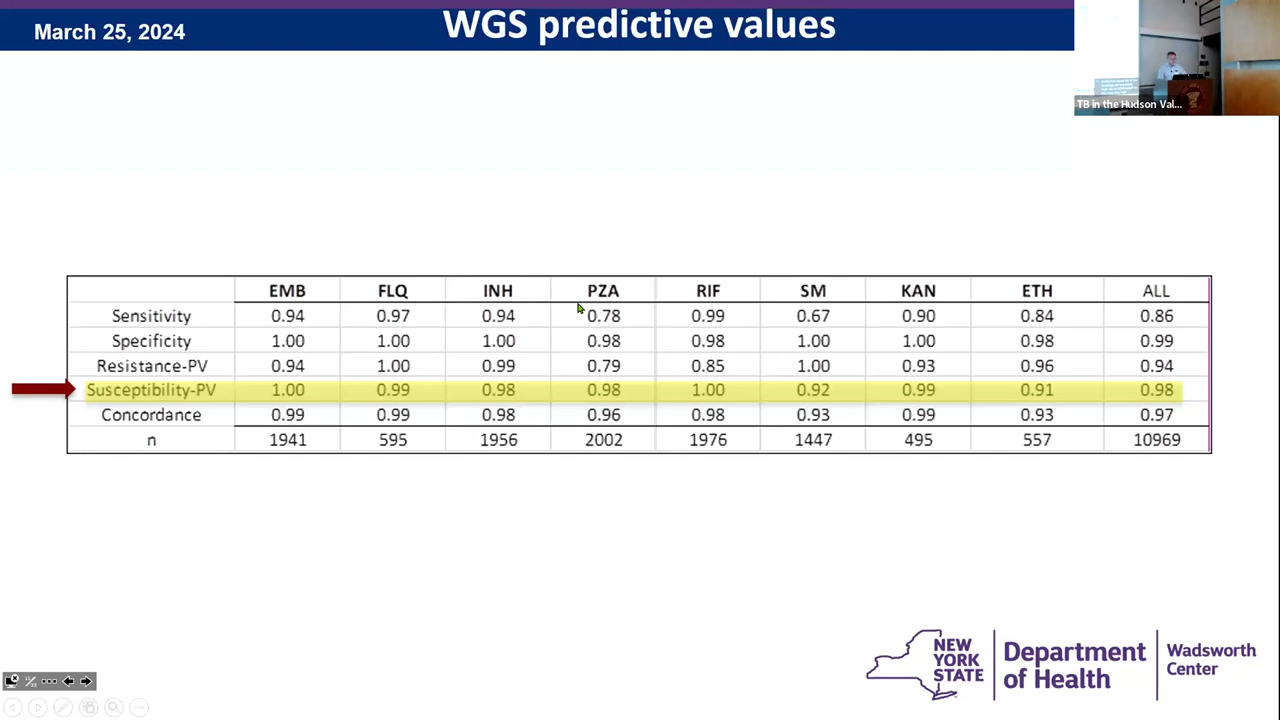 March 25, 2024
WGS predictive values
TB in the Hudson Val...
EMB FLQ INH PZA RIF SM KAN ETH ALL
Sensitivity 0.94 0.97 0.94 0.78 0.99 0.67 0.90 0.84 0.86
Specificity 1.00 1.00 1.00 0.98 0.98 1.00 1.00 0.98 0.99
Resistance-PV 0.94 1.00 0.99 0.79 0.85 1.00 0.93 0.96 0.94
Susceptibility-PV 1.00 0.99 0.98 0.98 1.00 0.92 0.99 0.91 0.98
Concordance 0.99 0.99 0.98 0.96 0.98 0.93 0.99 0.93 0.97
n 1941 595 1956 2002 1976 1447 495 557 10969
NEW
YORK
STATE
Department
of Health
Wadsworth
Center